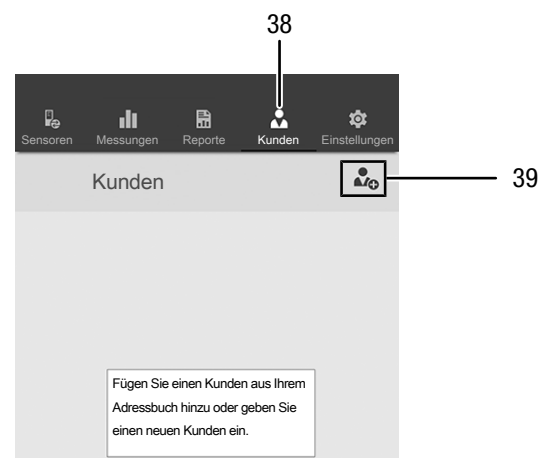 38
Sensoren Messungen Reporte Kunden Einstellungen
Kunden
39
Fügen Sie einen Kunden aus Ihrem
Adressbuch hinzu oder geben Sie
einen neuen Kunden ein.